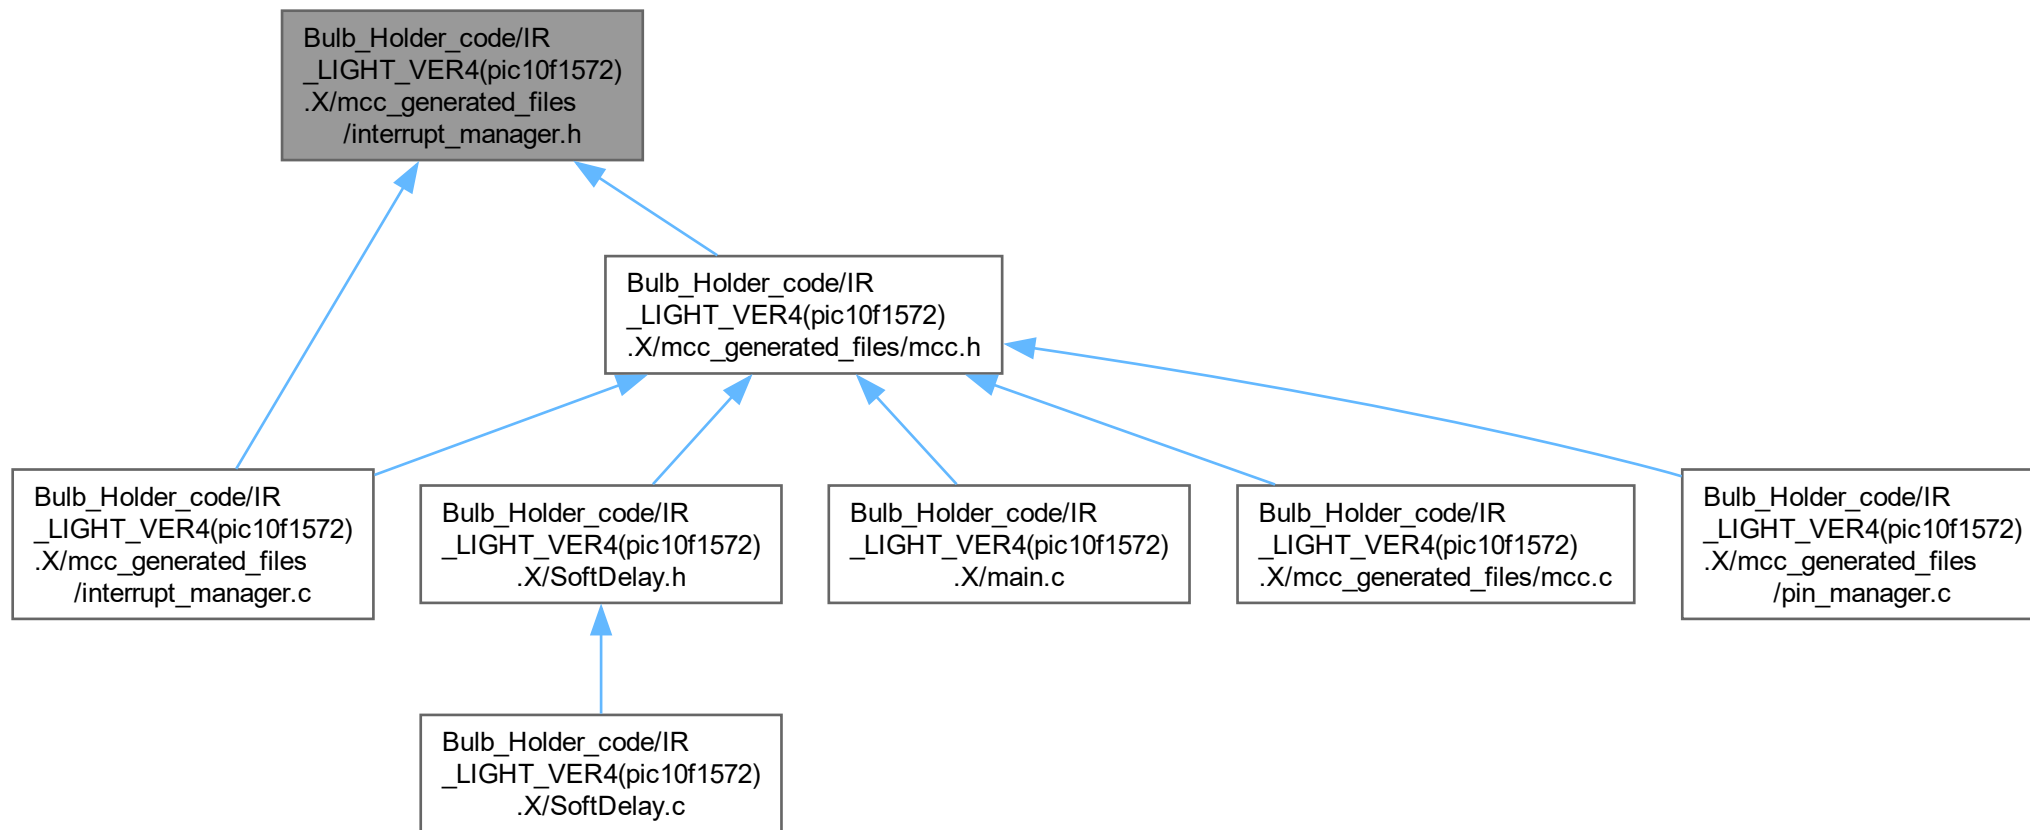 Bulb_Holder_code/IR
_LIGHT_VER4(pic10f1572)
.X/mcc_generated_files
/interrupt_manager.h
Bulb_Holder_code/IR
_LIGHT_VER4(pic10f1572)
.X/mcc_generated_files/mcc.h
Bulb_Holder_code/IR
_LIGHT_VER4(pic10f1572)
.X/mcc_generated_files
/interrupt_manager.c
Bulb_Holder_code/IR
_LIGHT_VER4(pic10f1572)
.X/SoftDelay.h
Bulb_Holder_code/IR
_LIGHT_VER4(pic10f1572)
.X/main.c
Bulb_Holder_code/IR
_LIGHT_VER4(pic10f1572)
.X/mcc_generated_files/mcc.c
Bulb_Holder_code/IR
_LIGHT_VER4(pic10f1572)
.X/mcc_generated_files
/pin_manager.c
Bulb_Holder_code/IR
_LIGHT_VER4(pic10f1572)
.X/SoftDelay.c